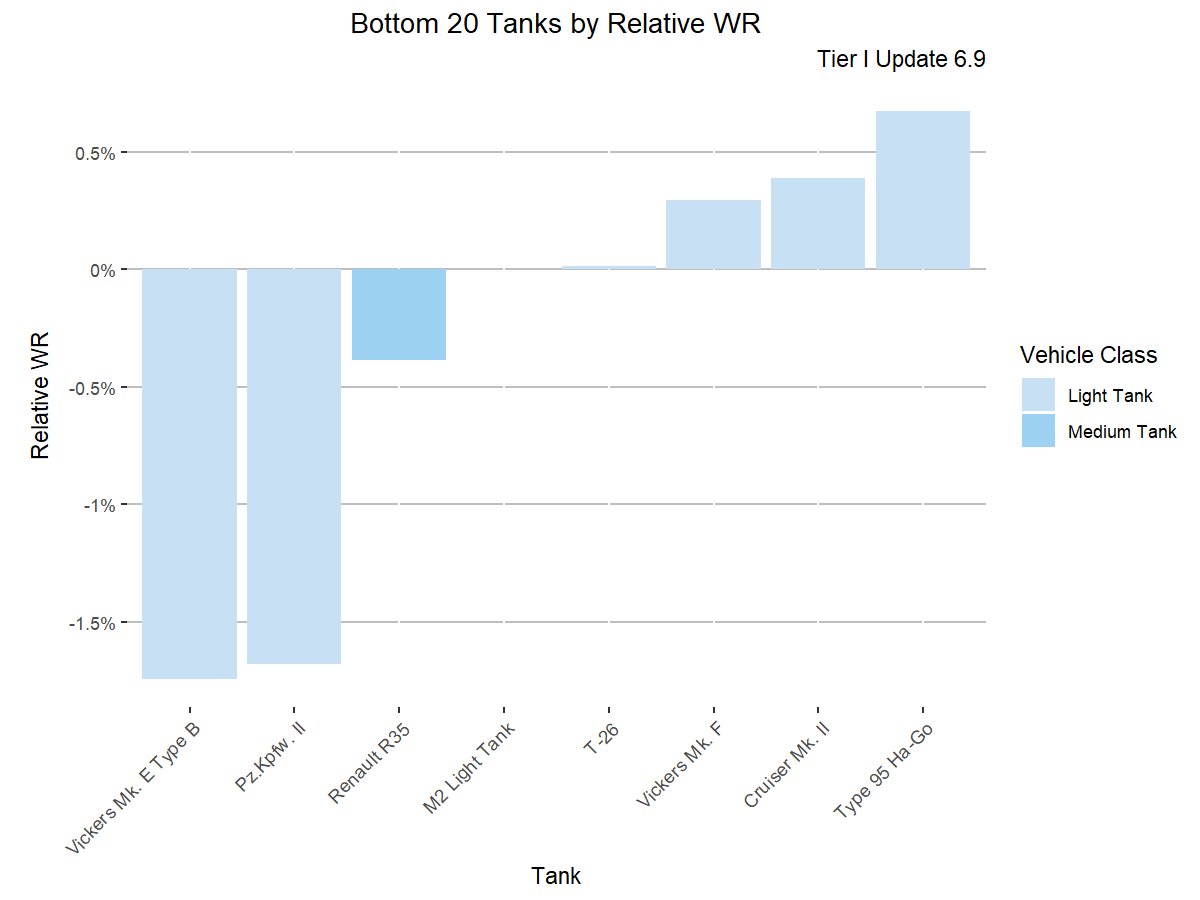 Bottom 20 Tanks by Relative WR
Tier I Update 6.9
0.5%
0%
-0.5%
-1%
-1.5%
Relative WR
Vickers Mk. E Type B
Pz.Kpfw. II
Renault R35
M2 Light Tank
T-26
Vickers Mk. F
Cruiser Mk. II
Type 95 Ha-Go
Tank
Vehicle Class
Light Tank
Medium Tank